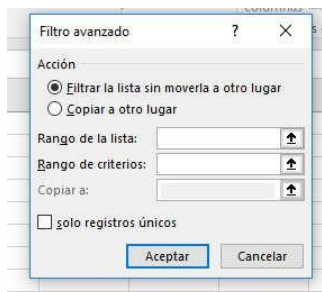 Filtro avanzado ? ×
Acción
Filtrar la lista sin moverla a otro lugar
Copiar a otro lugar
Rango de la lista:
Rango de criterios:
Copiar a:
solo registros únicos
Aceptar Cancelar